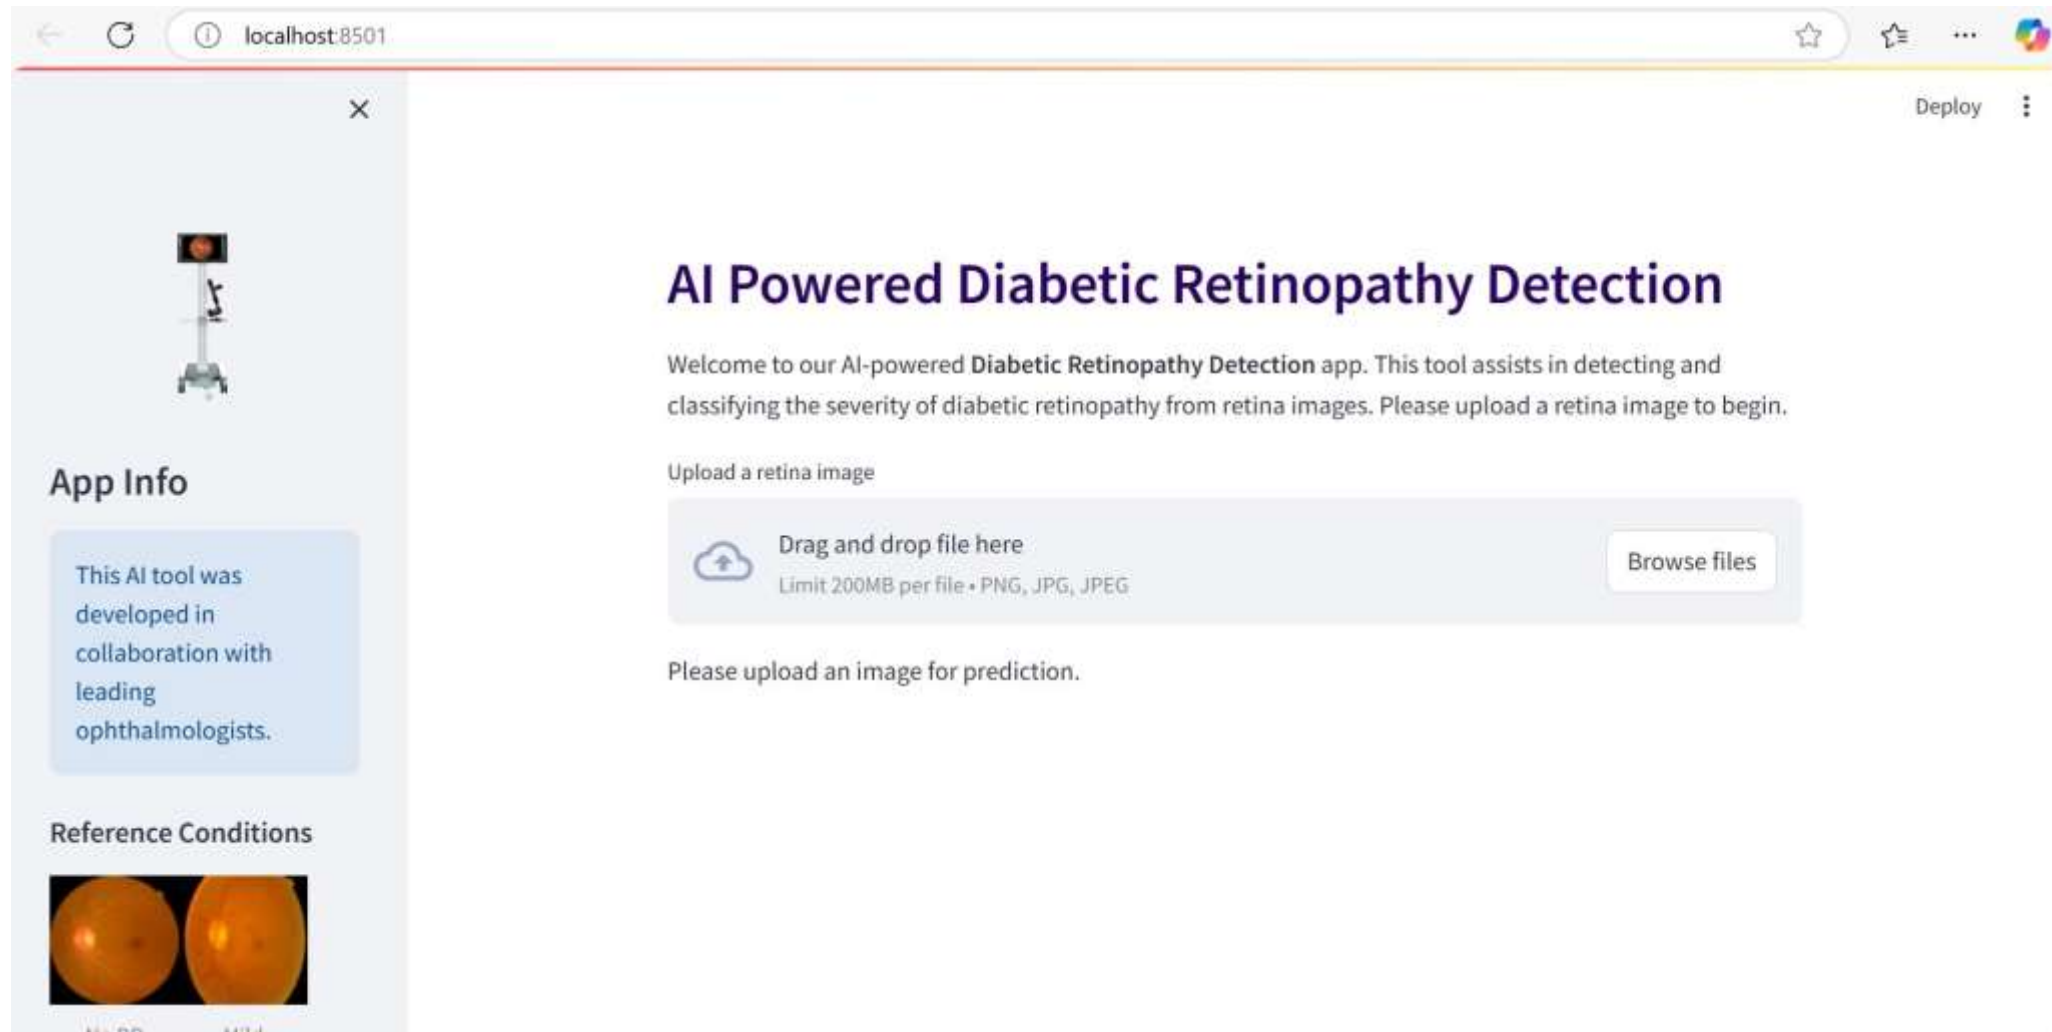 localhost:8501
Deploy
App Info
This AI tool was
developed in
collaboration with
leading
ophthalmologists.
Reference Conditions
AI Powered Diabetic Retinopathy Detection
Welcome to our AI-powered Diabetic Retinopathy Detection app. This tool assists in detecting and
classifying the severity of diabetic retinopathy from retina images. Please upload a retina image to begin.
Upload a retina image
Drag and drop file here
Limit 200MB per file • PNG, JPG, JPEG
Browse files
Please upload an image for prediction.